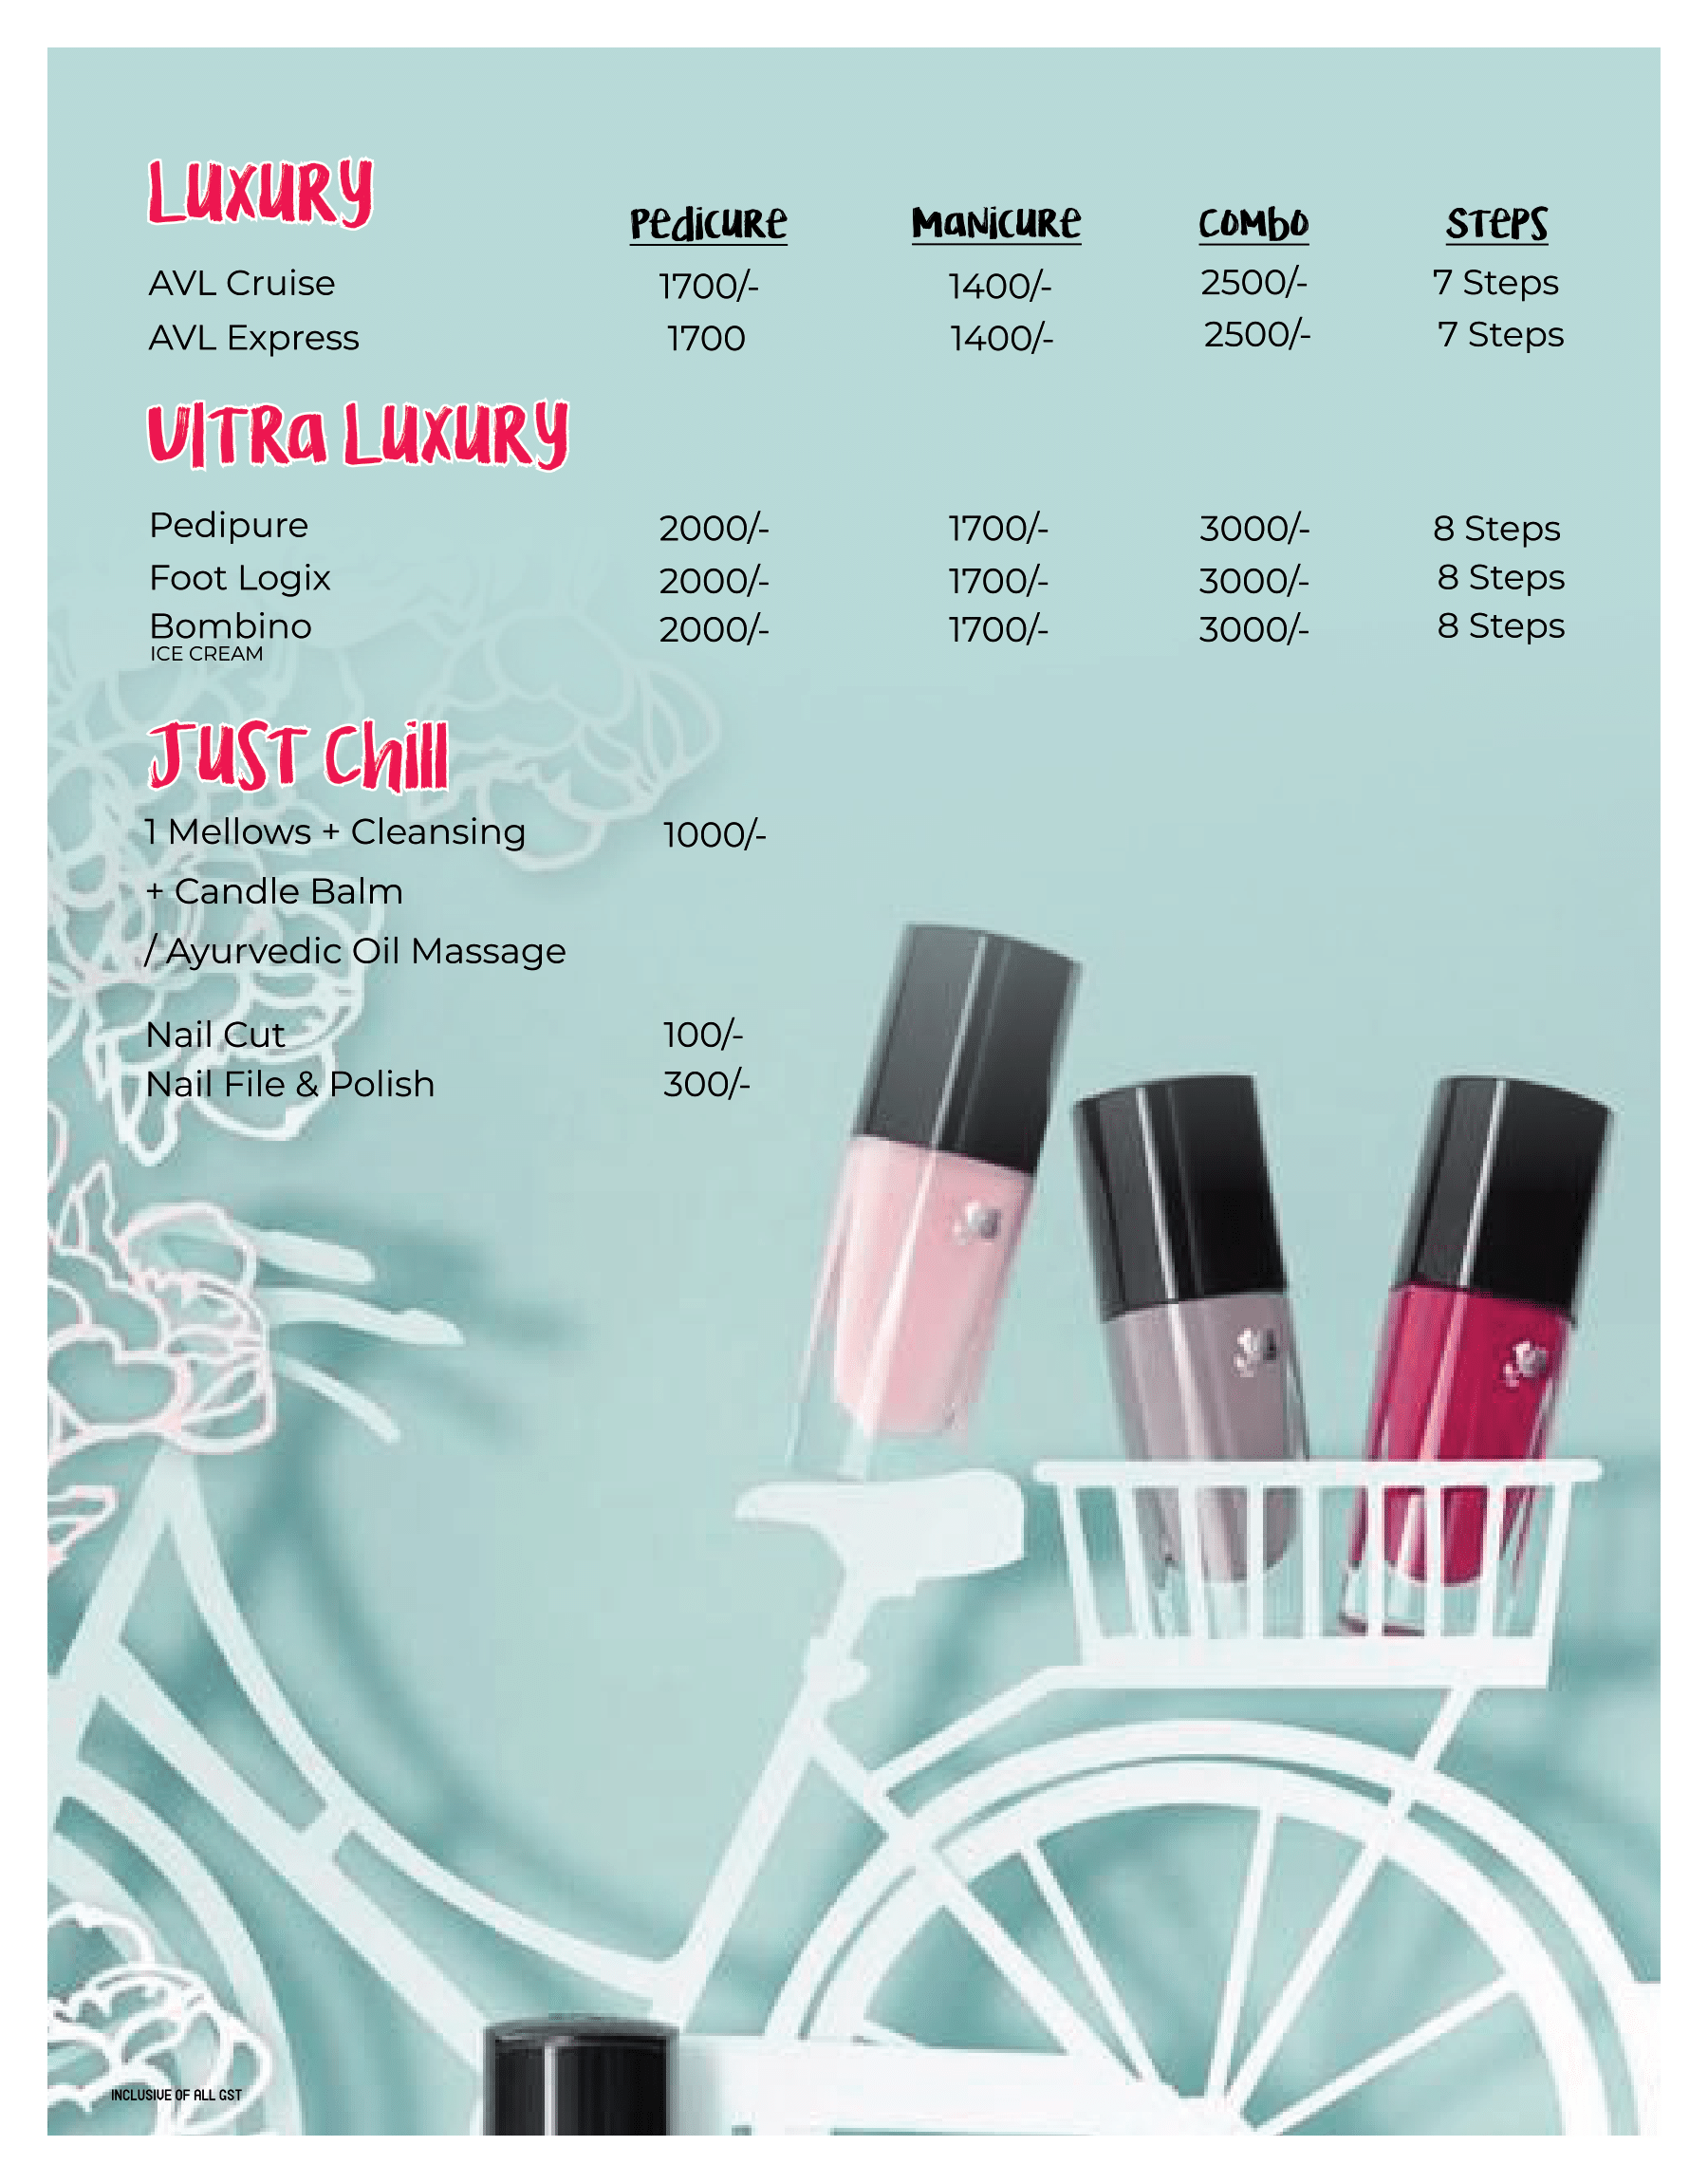 Luxury
Pedicure Manicure Combo Steps
AVL Cruise 1700/- 1400/- 2500/- 7 Steps
AVL Express 1700 1400/- 2500/- 7 Steps
Ultra Luxury
Pedipure 2000/- 1700/- 3000/- 8 Steps
Foot Logix 2000/- 1700/- 3000/- 8 Steps
Bombino 2000/- 1700/- 3000/- 8 Steps
ICE CREAM
Just Chill
1 Mellows + Cleansing 1000/-
+ Candle Balm
/ Ayurvedic Oil Massage
Nail Cut 100/-
Nail File & Polish 300/-
INCLUSIVE OF ALL GST